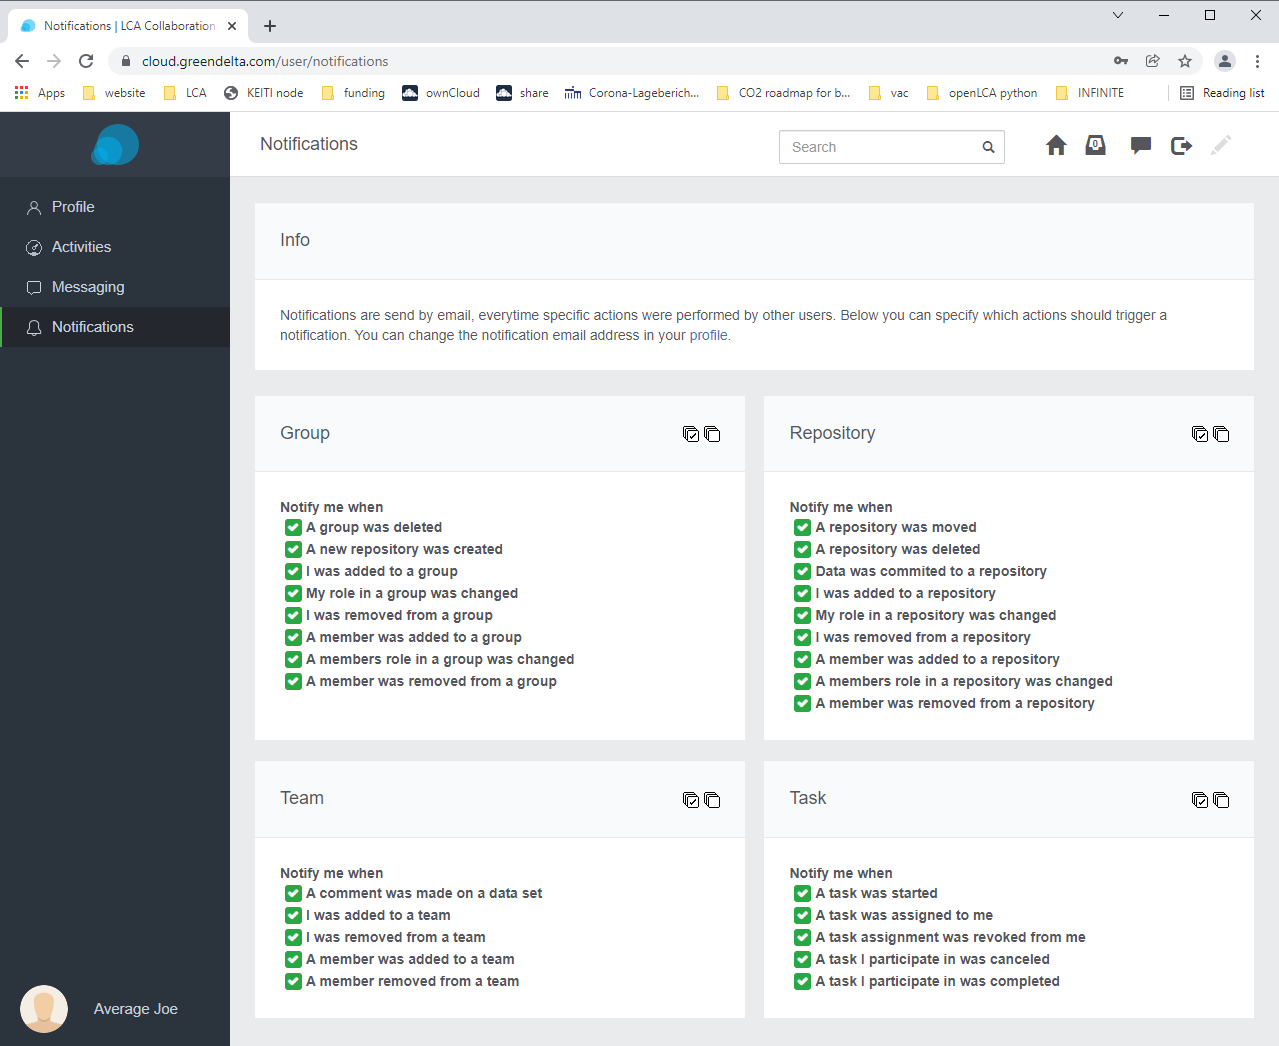 Notifications | LCA Collaboration
cloud.greendelta.com/user/notifications
Apps website LCA KEITI node funding ownCloud share Corona-Lageberich... CO2 roadmap for b... vac openLCA python INFINITE Reading list
Notifications
Search
0
Profile
Activities
Messaging
Notifications
Info
Notifications are send by email, everytime specific actions were performed by other users. Below you can specify which actions should trigger a
notification. You can change the notification email address in your profile.
Group
Notify me when
A group was deleted
A new repository was created
I was added to a group
My role in a group was changed
I was removed from a group
A member was added to a group
A members role in a group was changed
A member was removed from a group
Repository
Notify me when
A repository was moved
A repository was deleted
Data was commited to a repository
I was added to a repository
My role in a repository was changed
I was removed from a repository
A member was added to a repository
A members role in a repository was changed
A member was removed from a repository
Team
Notify me when
A comment was made on a data set
I was added to a team
I was removed from a team
A member was added to a team
A member removed from a team
Task
Notify me when
A task was started
A task was assigned to me
A task assignment was revoked from me
A task I participate in was canceled
A task I participate in was completed
Average Joe